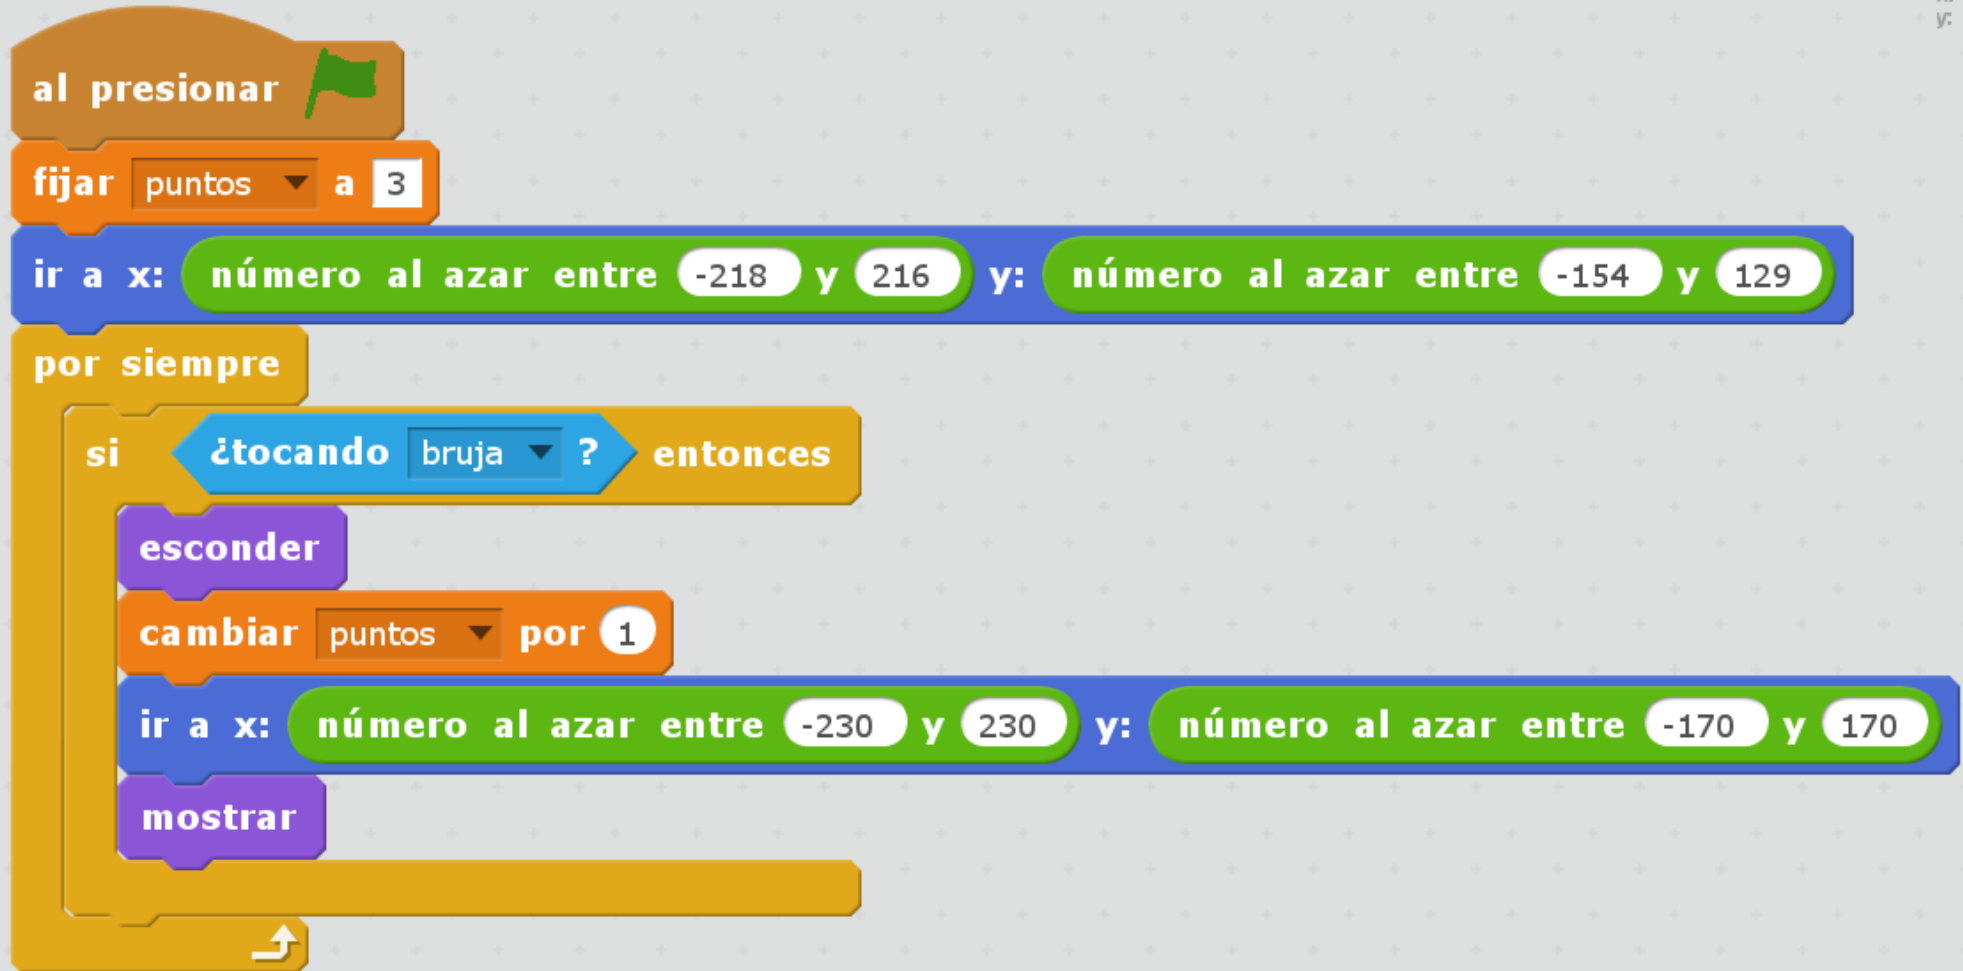 y:
al presionar
fijar puntos a 3
ir a x: número al azar entre -218 y 216 y: número al azar entre -154 y 129
por siempre
si ¿tocando bruja ? entonces
esconder
cambiar puntos por 1
ir a x: número al azar entre -230 y 230 y: número al azar entre -170 y 170
mostrar